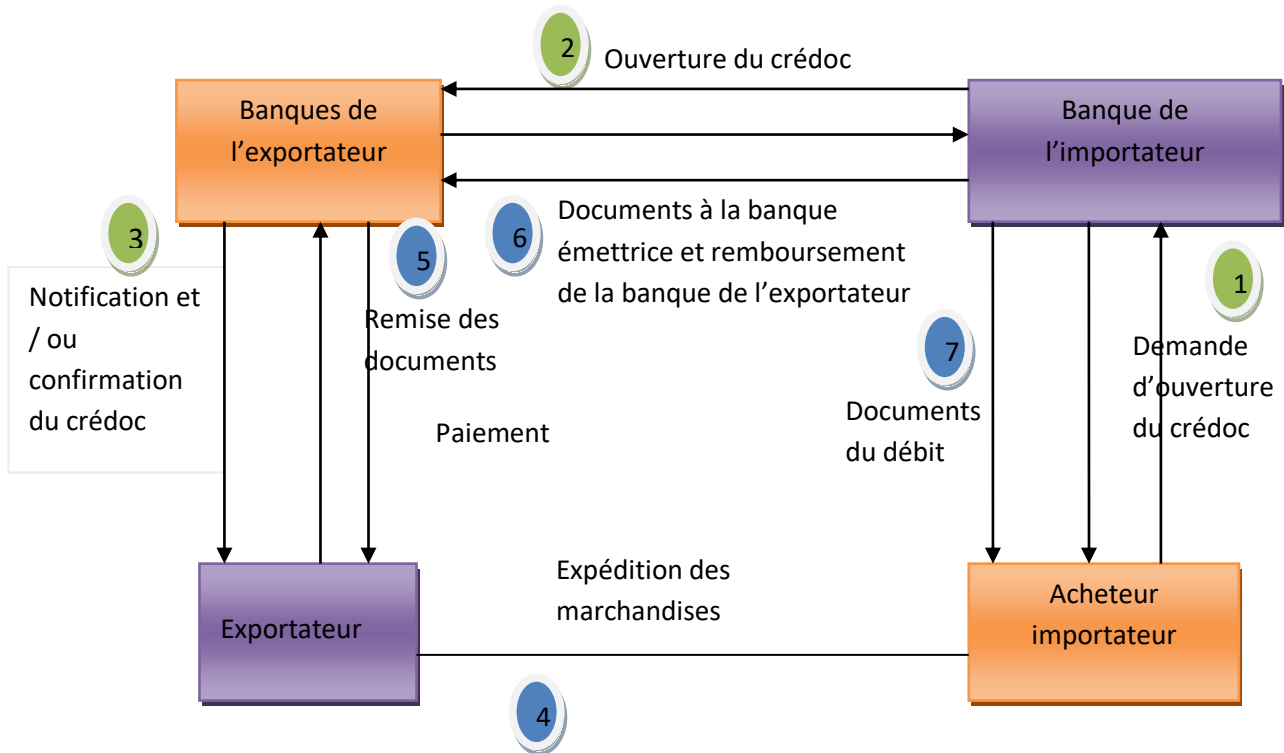 2
Ouverture du crédoc
Banques de
l’exportateur
Banque de
l’importateur
3
Notification et
/ ou
confirmation
du crédoc
5
Remise des
documents
6
Documents à la banque
émettrice et remboursement
de la banque de l’exportateur
1
Demande
d’ouverture
du crédoc
7
Documents
du débit
Paiement
Expédition des
marchandises
Exportateur
Acheteur
importateur
4